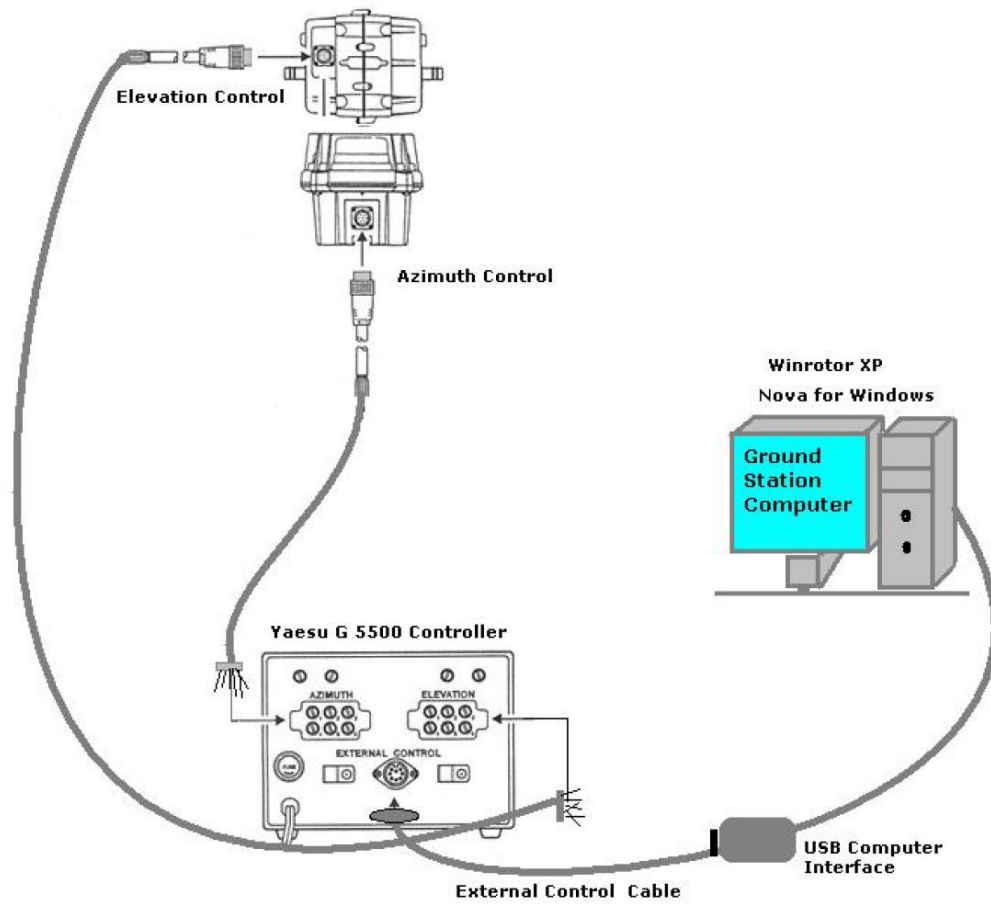 Elevation Control
Azimuth Control
Winrotor XP
Nova for Windows
Ground
Station
Computer
Yaesu G 5500 Controller
AZIMUTH
ELEVATION
EXTERNAL CONTROL
FUSE
USB Computer
Interface
External Control Cable